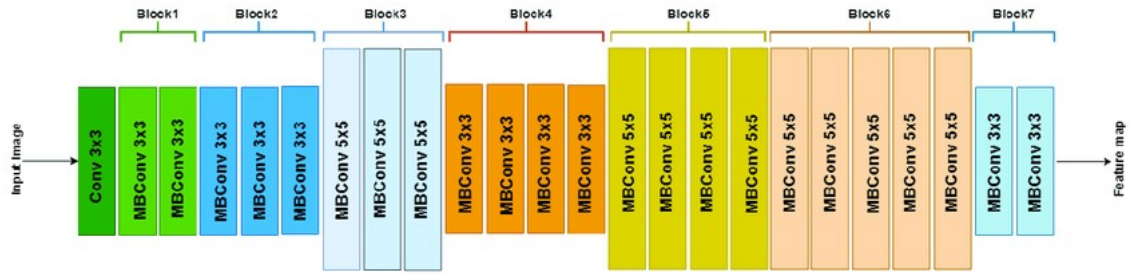 Block1
Block2
Block3
Block4
Block5
Block6
Block7
Input Image
Conv 3x3
MBConv 3x3
MBConv 3x3
MBConv 3x3
MBConv 3x3
MBConv 3x3
MBConv 5x5
MBConv 5x5
MBConv 5x5
MBConv 3x3
MBConv 3x3
MBConv 3x3
MBConv 3x3
MBConv 5x5
MBConv 5x5
MBConv 5x5
MBConv 5x5
MBConv 5x5
MBConv 5x5
MBConv 5x5
MBConv 5x5
MBConv 5x5
MBConv 3x3
MBConv 3x3
Feature map